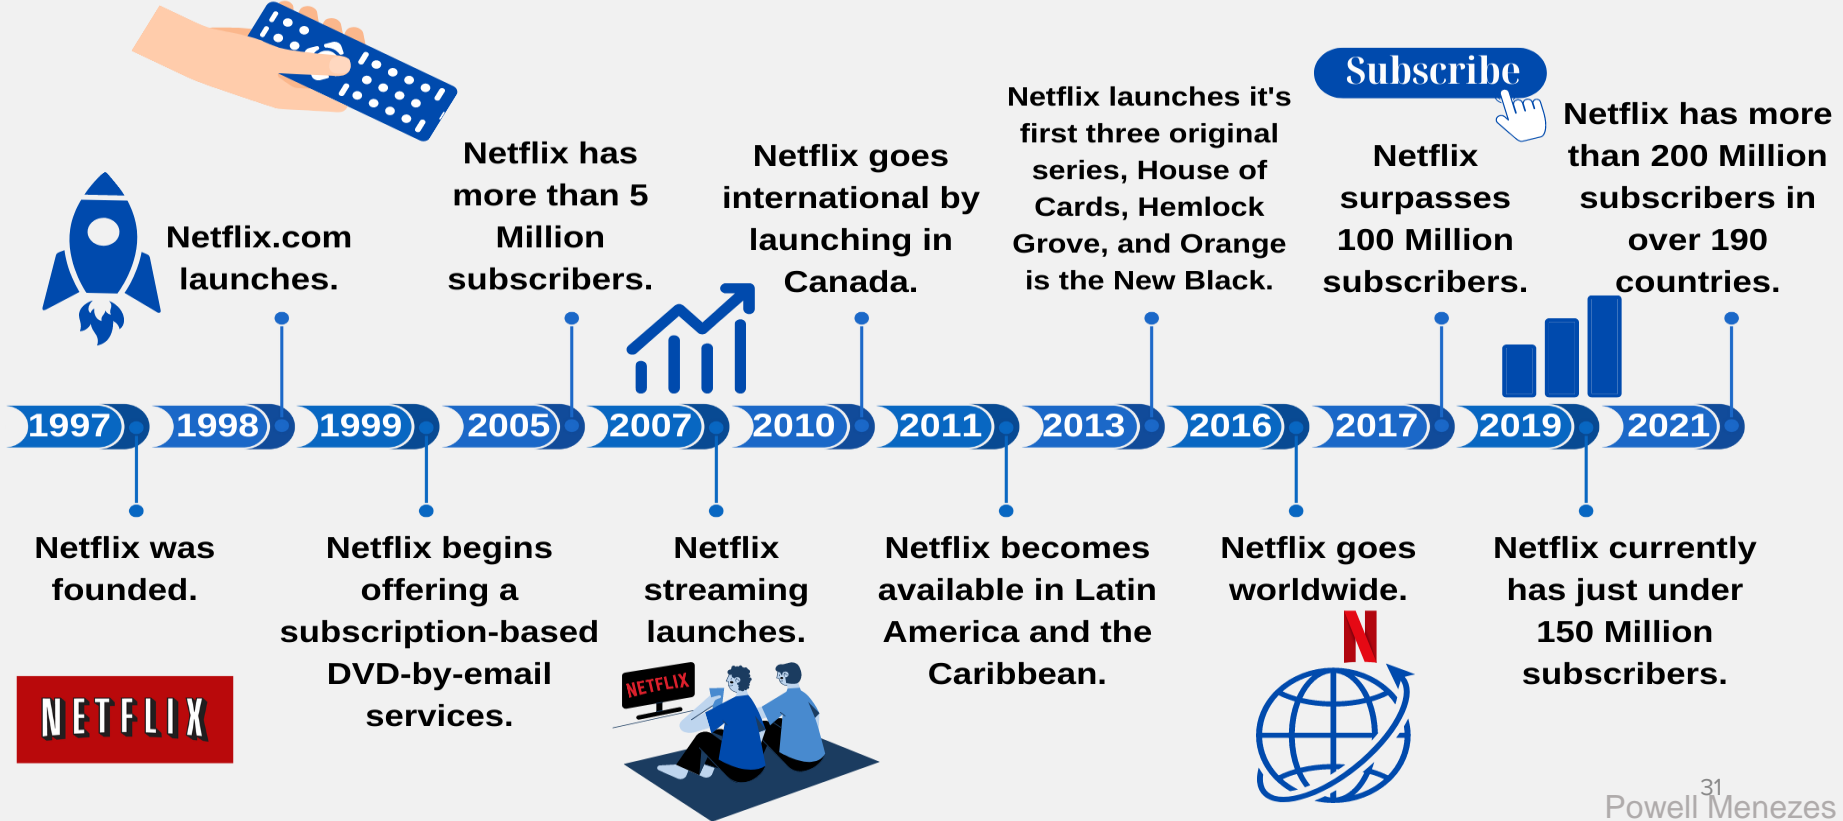 Subscribe
Netflix.com
launches.
Netflix has
more than 5
Million
subscribers.
Netflix goes
international by
launching in
Canada.
Netflix launches it's
first three original
series, House of
Cards, Hemlock
Grove, and Orange
is the New Black.
Netflix
surpasses
100 Million
subscribers.
Netflix has more
than 200 Million
subscribers in
over 190
countries.
1997 1998 1999 2005 2007 2010 2011 2013 2016 2017 2019 2021
Netflix was
founded.
Netflix begins
offering a
subscription-based
DVD-by-email
services.
Netflix
streaming
launches.
Netflix becomes
available in Latin
America and the
Caribbean.
Netflix goes
worldwide.
Netflix currently
has just under
150 Million
subscribers.
NETFLIX
NETFLIX
N
31
Powell Menezes